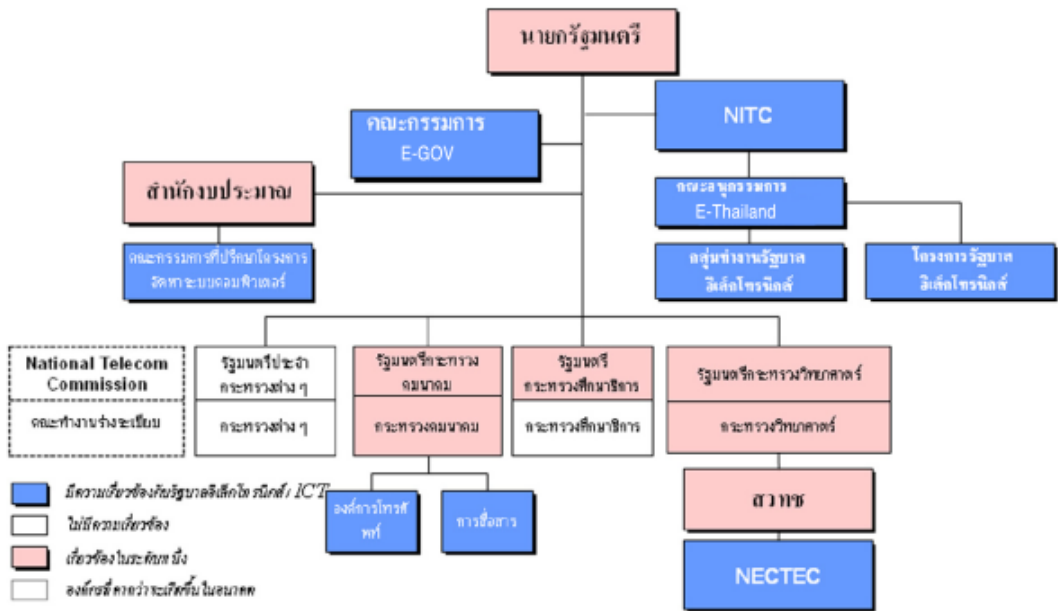 นายกรัฐมนตรี
คณะกรรมการ
E-GOV
NITC
สำนักงบประมาณ
คณะอนุกรรมการ
E-Thailand
คณะกรรมการที่ปรึกษาโครงการ
จัดหาระบบคอมพิวเตอร์
กลุ่มทำงานรัฐบาล
อิเล็กโทรนิกส์
โครงการรัฐบาล
อิเล็กโทรนิกส์
National Telecom
Commission
คณะทำงานร่างระเบียบ
รัฐมนตรีประจำ
กระทรวงต่าง ๆ
กระทรวงต่าง ๆ
รัฐมนตรีกระทรวง
คมนาคม
กระทรวงคมนาคม
รัฐมนตรี
กระทรวงศึกษาธิการ
กระทรวงศึกษาธิการ
รัฐมนตรีกระทรวงวิทยาศาตร์
กระทรวงวิทยาศาตร์
องค์การโทรศั
พท์
การสื่อสาร
สวทช
NECTEC
มีความเกี่ยวข้องกับรัฐบาลอิเล็กโทรนิกส์ / ICT
ไม่มีความเกี่ยวข้อง
เกี่ยวข้องในระดับหนึ่ง
องค์กรที่คาดว่าจะเกิดขึ้นในอนาคต